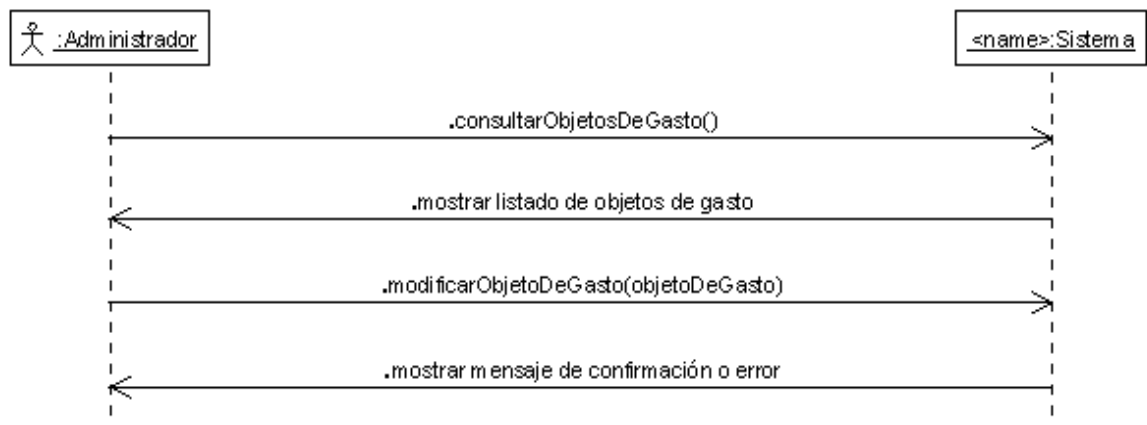 :Administrador
<name>:Sistema
.consultarObjetosDeGasto()
.mostrar listado de objetos de gasto
.modificarObjetoDeGasto(objetoDeGasto)
.mostrar mensaje de confirmación o error